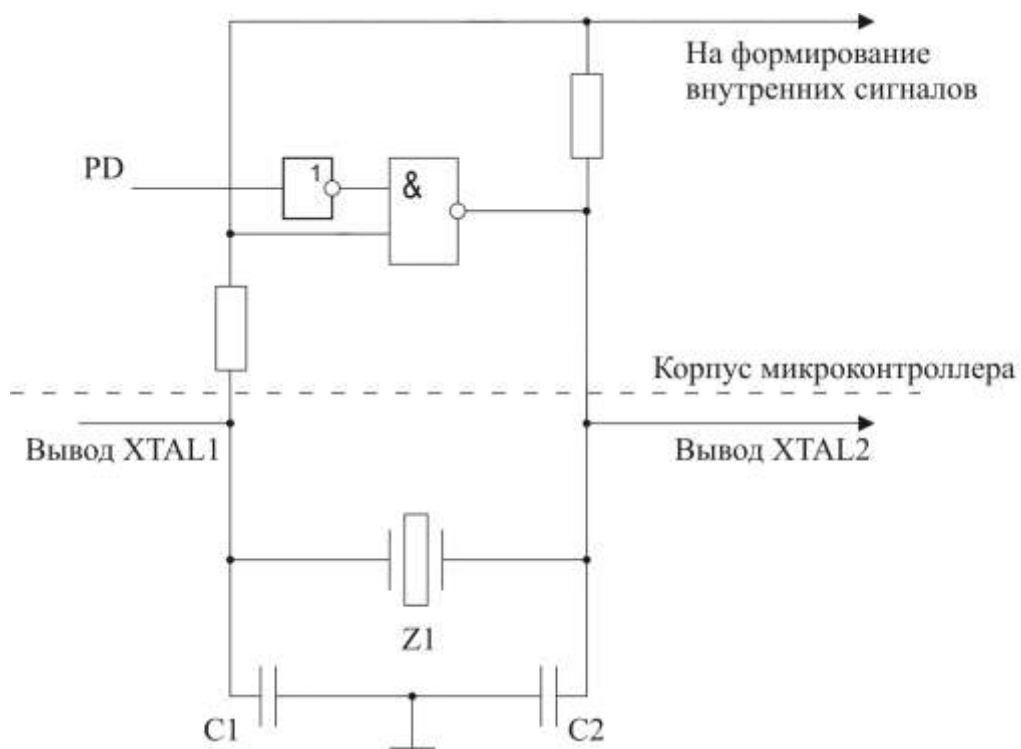 На формирование
внутренних сигналов
PD
1
&
Корпус микроконтроллера
Вывод XTAL1
Вывод XTAL2
Z1
C1
C2